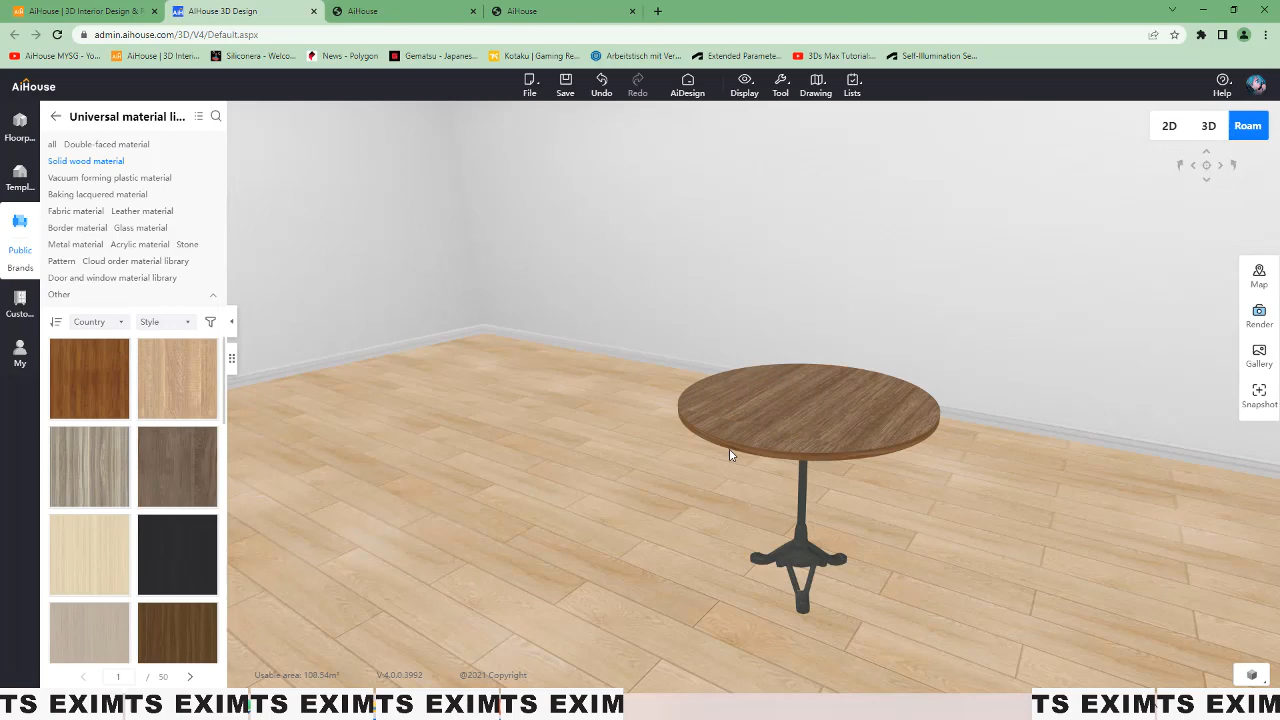 AiHouse | 3D Interior Design & R
AiHouse 3D Design
AiHouse
AiHouse
admin.aihouse.com/3D/V4/Default.aspx
AiHouse MYSG - You...
AiHouse | 3D Interi...
Siliconera - Welco...
News - Polygon
Gematsu - Japanes...
Kotaku | Gaming Re...
Arbeitstisch mit Ver...
Extended Paramete...
3Ds Max Tutorial:...
Self-Illumination Se...
AiHouse
File
Save
Undo
Redo
AiDesign
Display
Tool
Drawing
Lists
Help
Floorp...
Templ...
Public
Brands
Custo...
My
Universal material li...
all Double-faced material
Solid wood material
Vacuum forming plastic material
Baking lacquered material
Fabric material Leather material
Border material Glass material
Metal material Acrylic material Stone
Pattern Cloud order material library
Door and window material library
Other
Country
Style
1 / 50
2D 3D Roam
Map
Render
Gallery
Snapshot
Usable area: 108.54m² V:4.0.0.3992 @2021 Copyright
TS EXIMTS EXIMTS EXIMTS EXIMTS EXIM TS EXIMTS EXIM